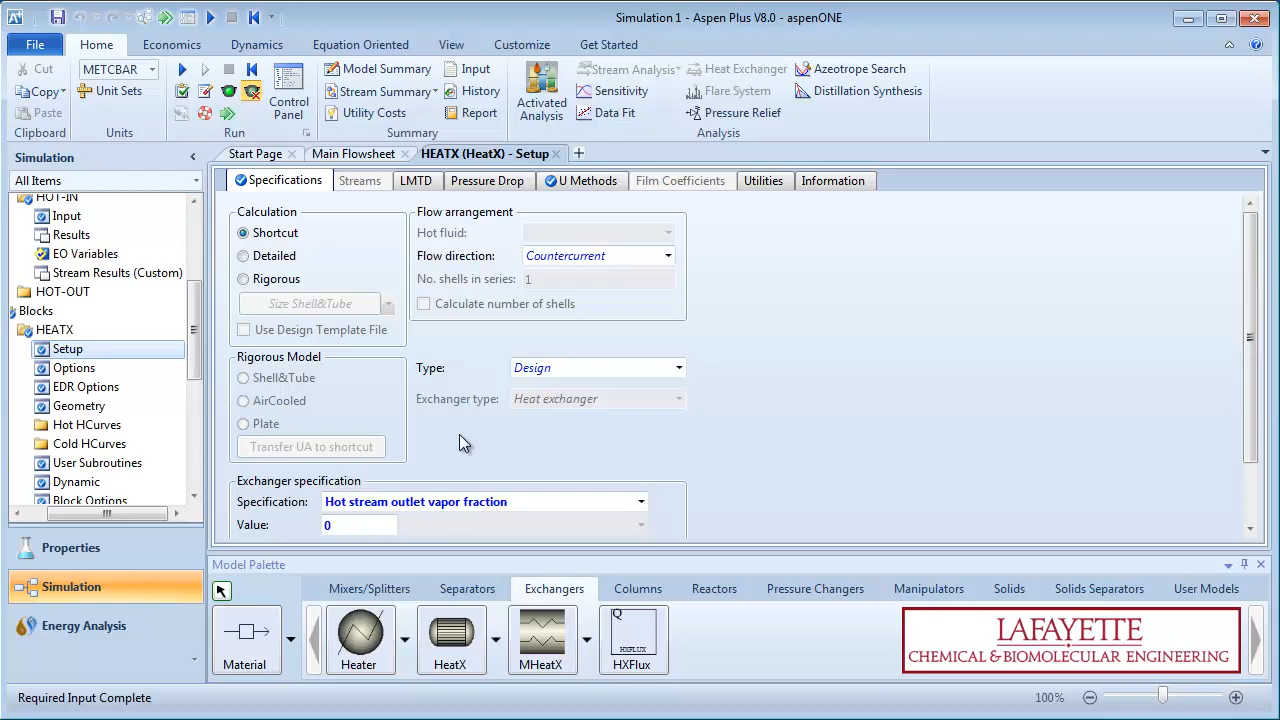 Simulation 1 - Aspen Plus V8.0 - aspenONE
File Home Economics Dynamics Equation Oriented View Customize Get Started
Cut METCBAR Model Summary Input Stream Analysis Heat Exchanger Azeotrope Search
Copy Unit Sets Stream Summary History Sensitivity Flare System Distillation Synthesis
Paste Control Panel Utility Costs Report Activated Analysis Data Fit Pressure Relief
Clipboard Units Run Summary Analysis
Simulation
Start Page Main Flowsheet HEATX (HeatX) - Setup +
All Items
Specifications Streams LMTD Pressure Drop U Methods Film Coefficients Utilities Information
HOT-IN
Input
Results
EO Variables
Stream Results (Custom)
HOT-OUT
Blocks
HEATX
Setup
Options
EDR Options
Geometry
Hot HCurves
Cold HCurves
User Subroutines
Dynamic
Block Options
Properties
Simulation
Energy Analysis
Calculation
Shortcut
Detailed
Rigorous
Size Shell&Tube
Use Design Template File
Flow arrangement
Hot fluid:
Flow direction: Countercurrent
No. shells in series: 1
Calculate number of shells
Rigorous Model
Shell&Tube
AirCooled
Plate
Transfer UA to shortcut
Type: Design
Exchanger type: Heat exchanger
Exchanger specification
Specification: Hot stream outlet vapor fraction
Value: 0
Model Palette
Mixers/Splitters Separators Exchangers Columns Reactors Pressure Changers Manipulators Solids Solids Separators User Models
Q
HXFLUX
Material Heater HeatX MHeatX HXFlux
LAFAYETTE
CHEMICAL & BIOMOLECULAR ENGINEERING
Required Input Complete 100%